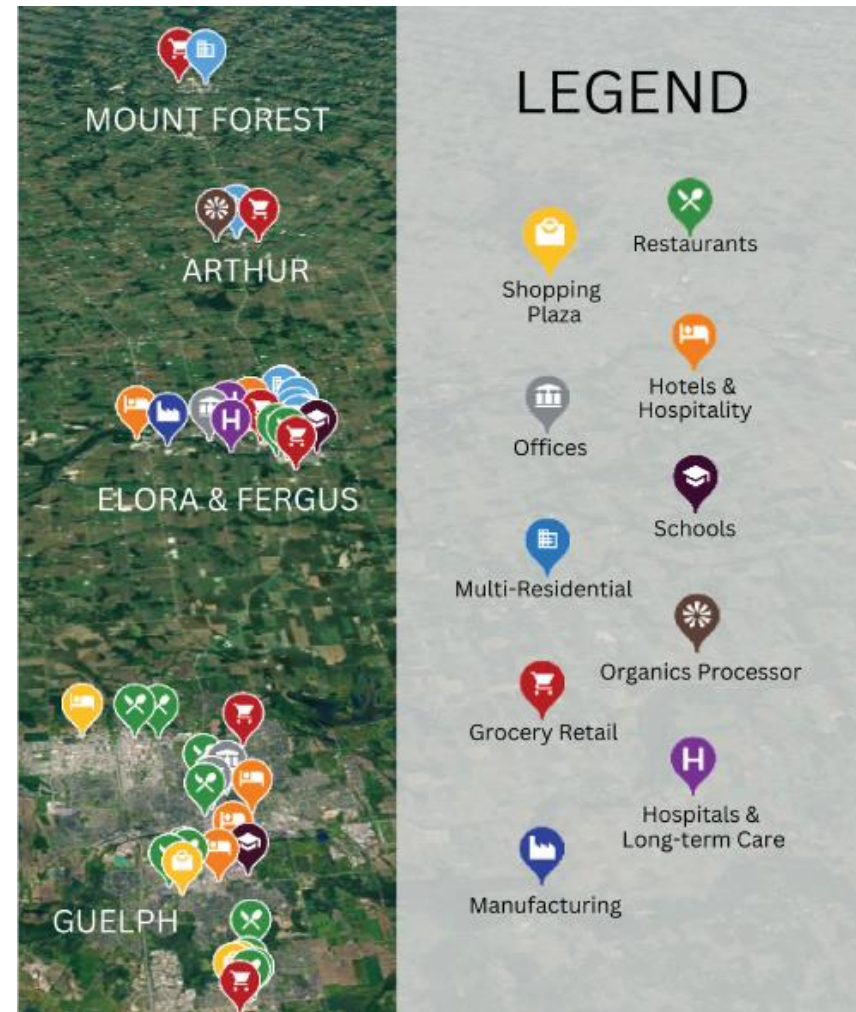 MOUNT FOREST
ARTHUR
ELORA & FERGUS
GUELPH
LEGEND
Restaurants
Shopping
Plaza
Hotels &
Hospitality
Offices
Schools
Multi-Residential
Organics Processor
Grocery Retail
H
Hospitals &
Long-term Care
Manufacturing
H